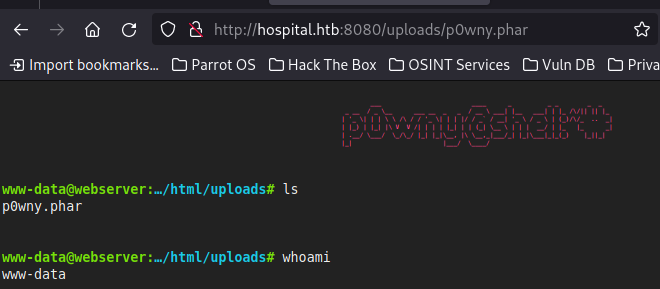 http://hospital.htb:8080/uploads/p0wny.phar
Import bookmarks... Parrot OS Hack The Box OSINT Services Vuln DB Priva
p0wny@shell:~#
www-data@webserver:…/html/uploads# ls
p0wny.phar
www-data@webserver:…/html/uploads# whoami
www-data